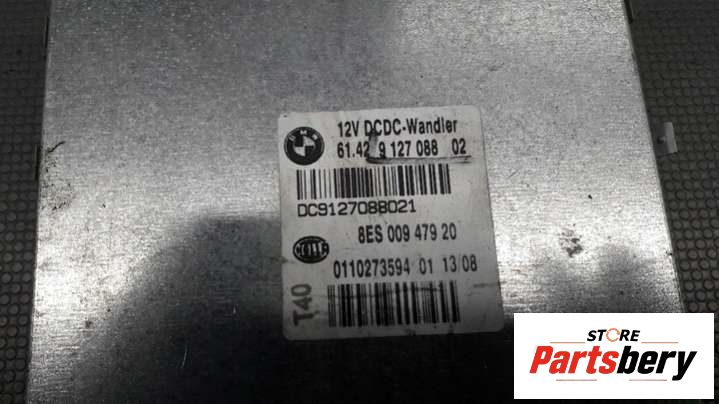 BMW
12V DCDC-Wandler
61.42 9 127 088 02
DC9127088021
8ES 009 479 20
0110273594 01 13/08
T40
STORE
Partsbery